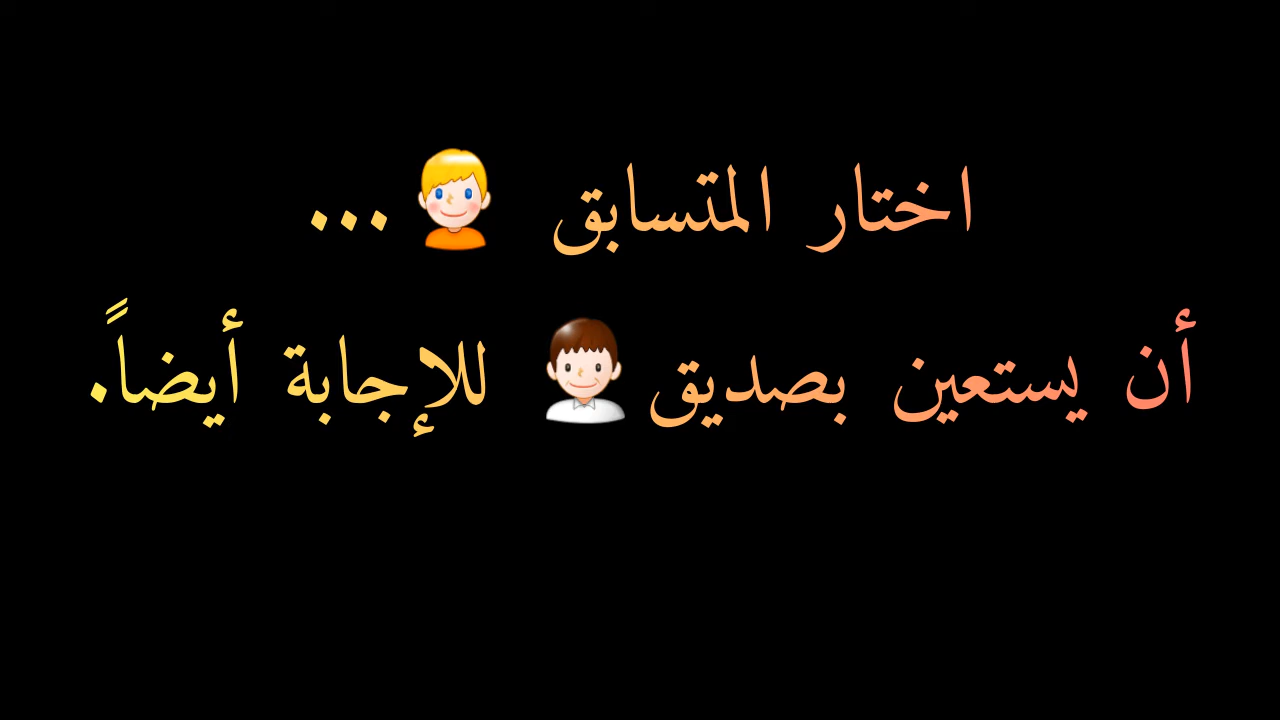 اختار المتسابق 👱...
أن يستعين بصديق👨 للإجابة أيضاً.